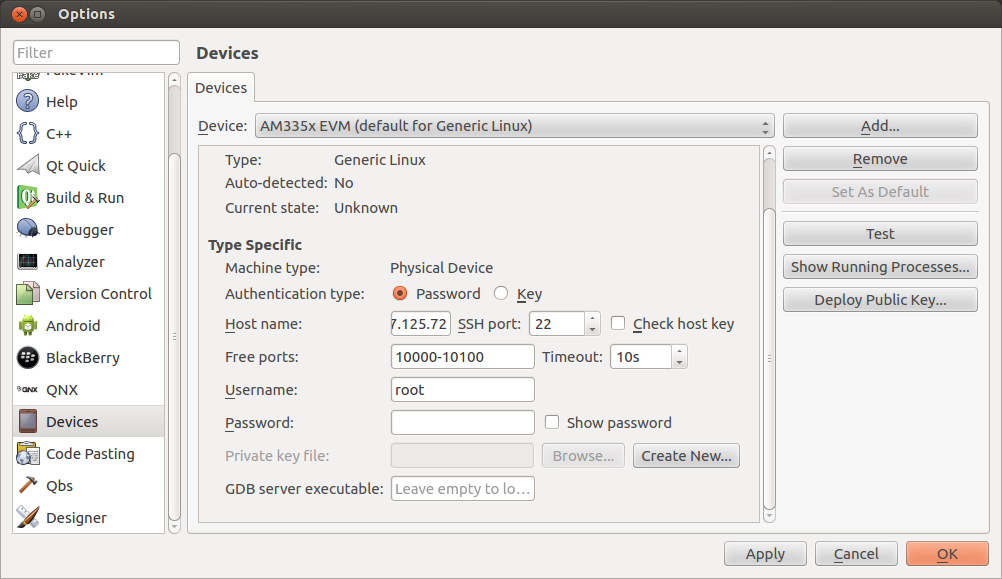 Options
Filter
Devices
Help
C++
Qt Quick
Build & Run
Debugger
Analyzer
Version Control
Android
BlackBerry
QNX
Devices
Code Pasting
Qbs
Designer
Devices
Device: AM335x EVM (default for Generic Linux)
Type: Generic Linux
Auto-detected: No
Current state: Unknown
Type Specific
Machine type: Physical Device
Authentication type: Password Key
Host name: 7.125.72 SSH port: 22 Check host key
Free ports: 10000-10100 Timeout: 10s
Username: root
Password: Show password
Private key file: Browse... Create New...
GDB server executable: Leave empty to lo...
Add...
Remove
Set As Default
Test
Show Running Processes...
Deploy Public Key...
Apply Cancel OK